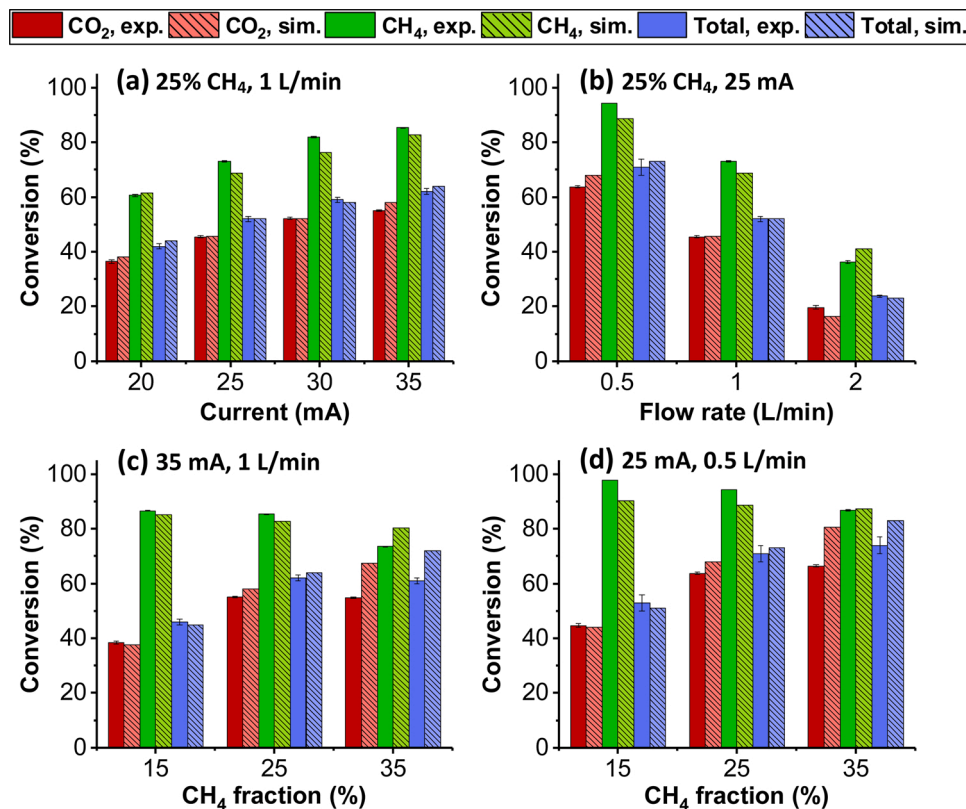 CO₂, exp. CO₂, sim. CH₄, exp. CH₄, sim. Total, exp. Total, sim.
(a) 25% CH₄, 1 L/min
Conversion (%)
100
80
60
40
20
0
20 25 30 35
Current (mA)
(b) 25% CH₄, 25 mA
Conversion (%)
100
80
60
40
20
0
0.5 1 2
Flow rate (L/min)
(c) 35 mA, 1 L/min
Conversion (%)
100
80
60
40
20
0
15 25 35
CH₄ fraction (%)
(d) 25 mA, 0.5 L/min
Conversion (%)
100
80
60
40
20
0
15 25 35
CH₄ fraction (%)